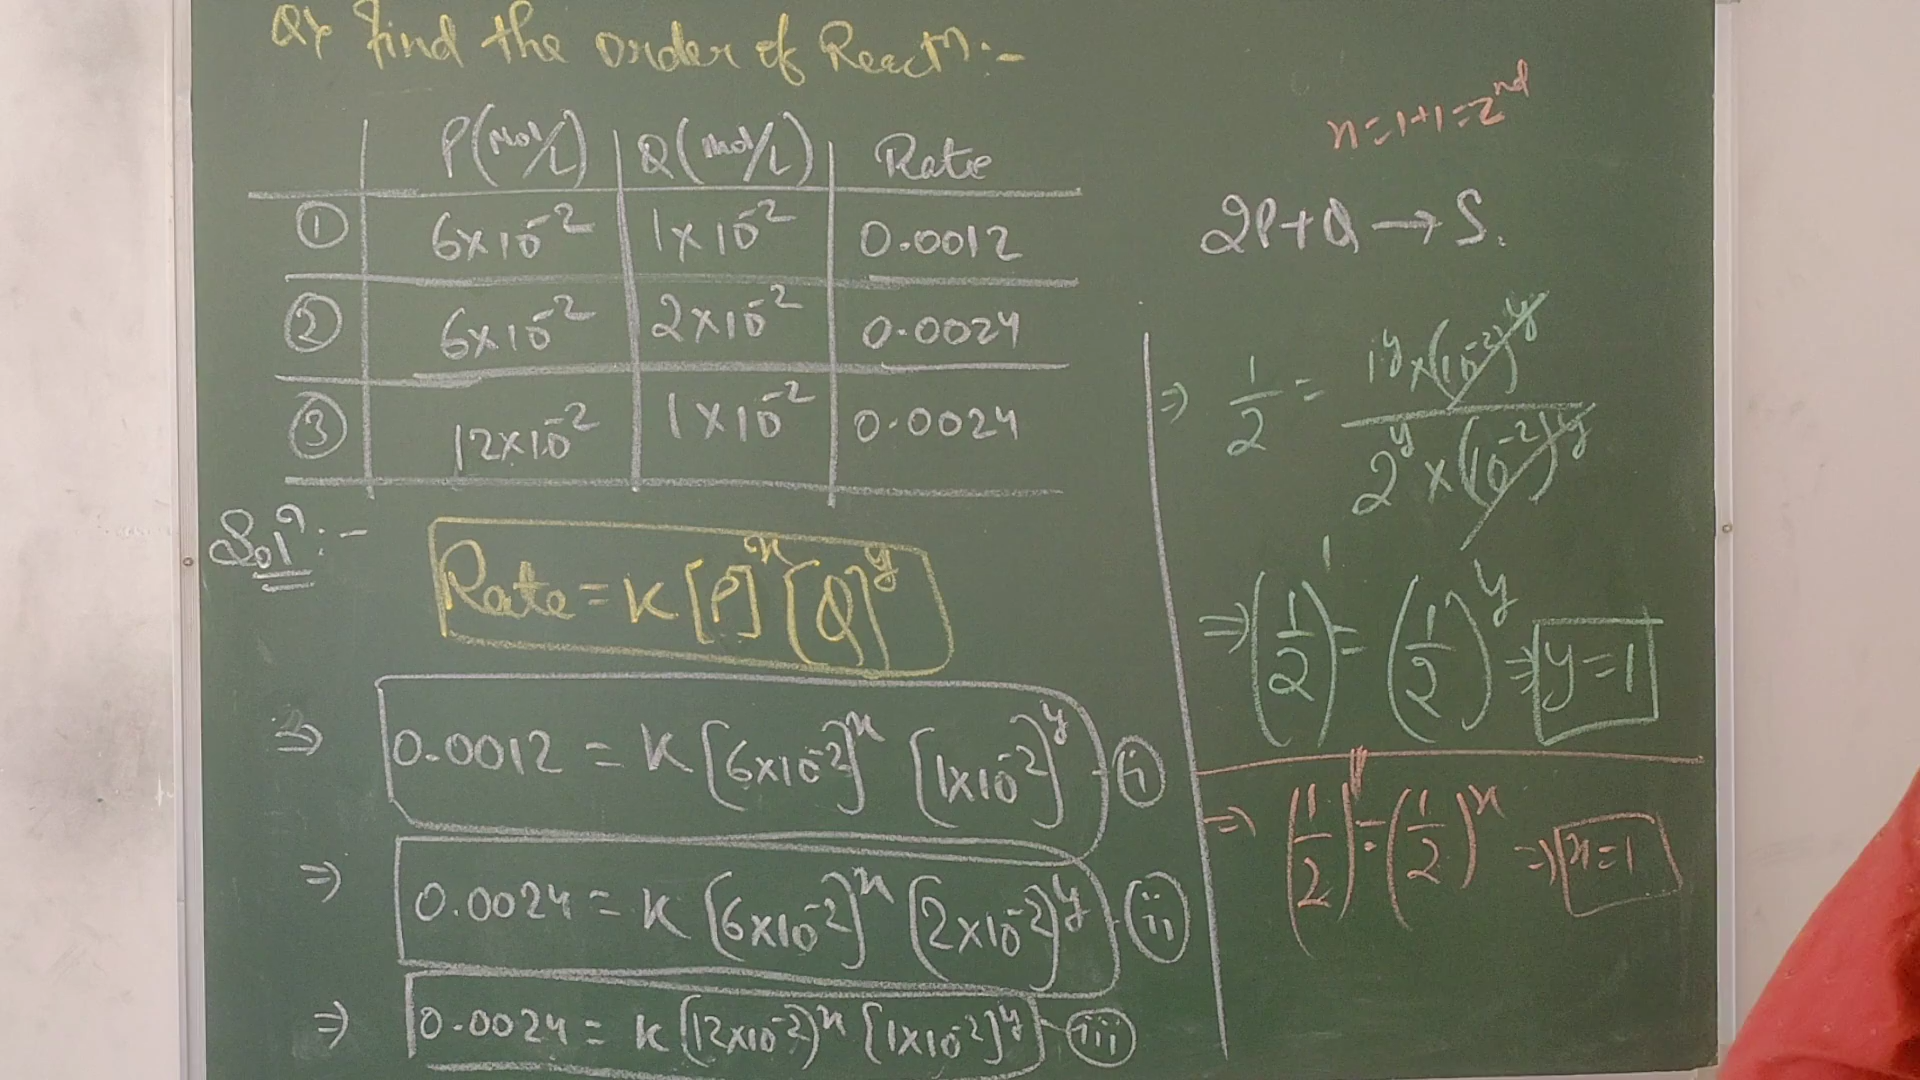 Q> Find the order of Reactn:-
P(Mol/L) Q(Mol/L) Rate
① 6×10^-2 1×10^-2 0.0012
② 6×10^-2 2×10^-2 0.0024
③ 12×10^-2 1×10^-2 0.0024
Soln:-
Rate = K[P]^x [Q]^y
⇒ 0.0012 = K[6×10^-2]^x [1×10^-2]^y - (i)
⇒ 0.0024 = K[6×10^-2]^x [2×10^-2]^y - (ii)
⇒ 0.0024 = K[12×10^-2]^x [1×10^-2]^y - (iii)
n=1+1=2nd
2P+Q → S.
⇒ 1/2 = 1^y×(10^-2)^y / 2^y×(10^-2)^y
⇒ (1/2)^1 = (1/2)^y ⇒ y=1
⇒ (1/2)^1 = (1/2)^x ⇒ x=1